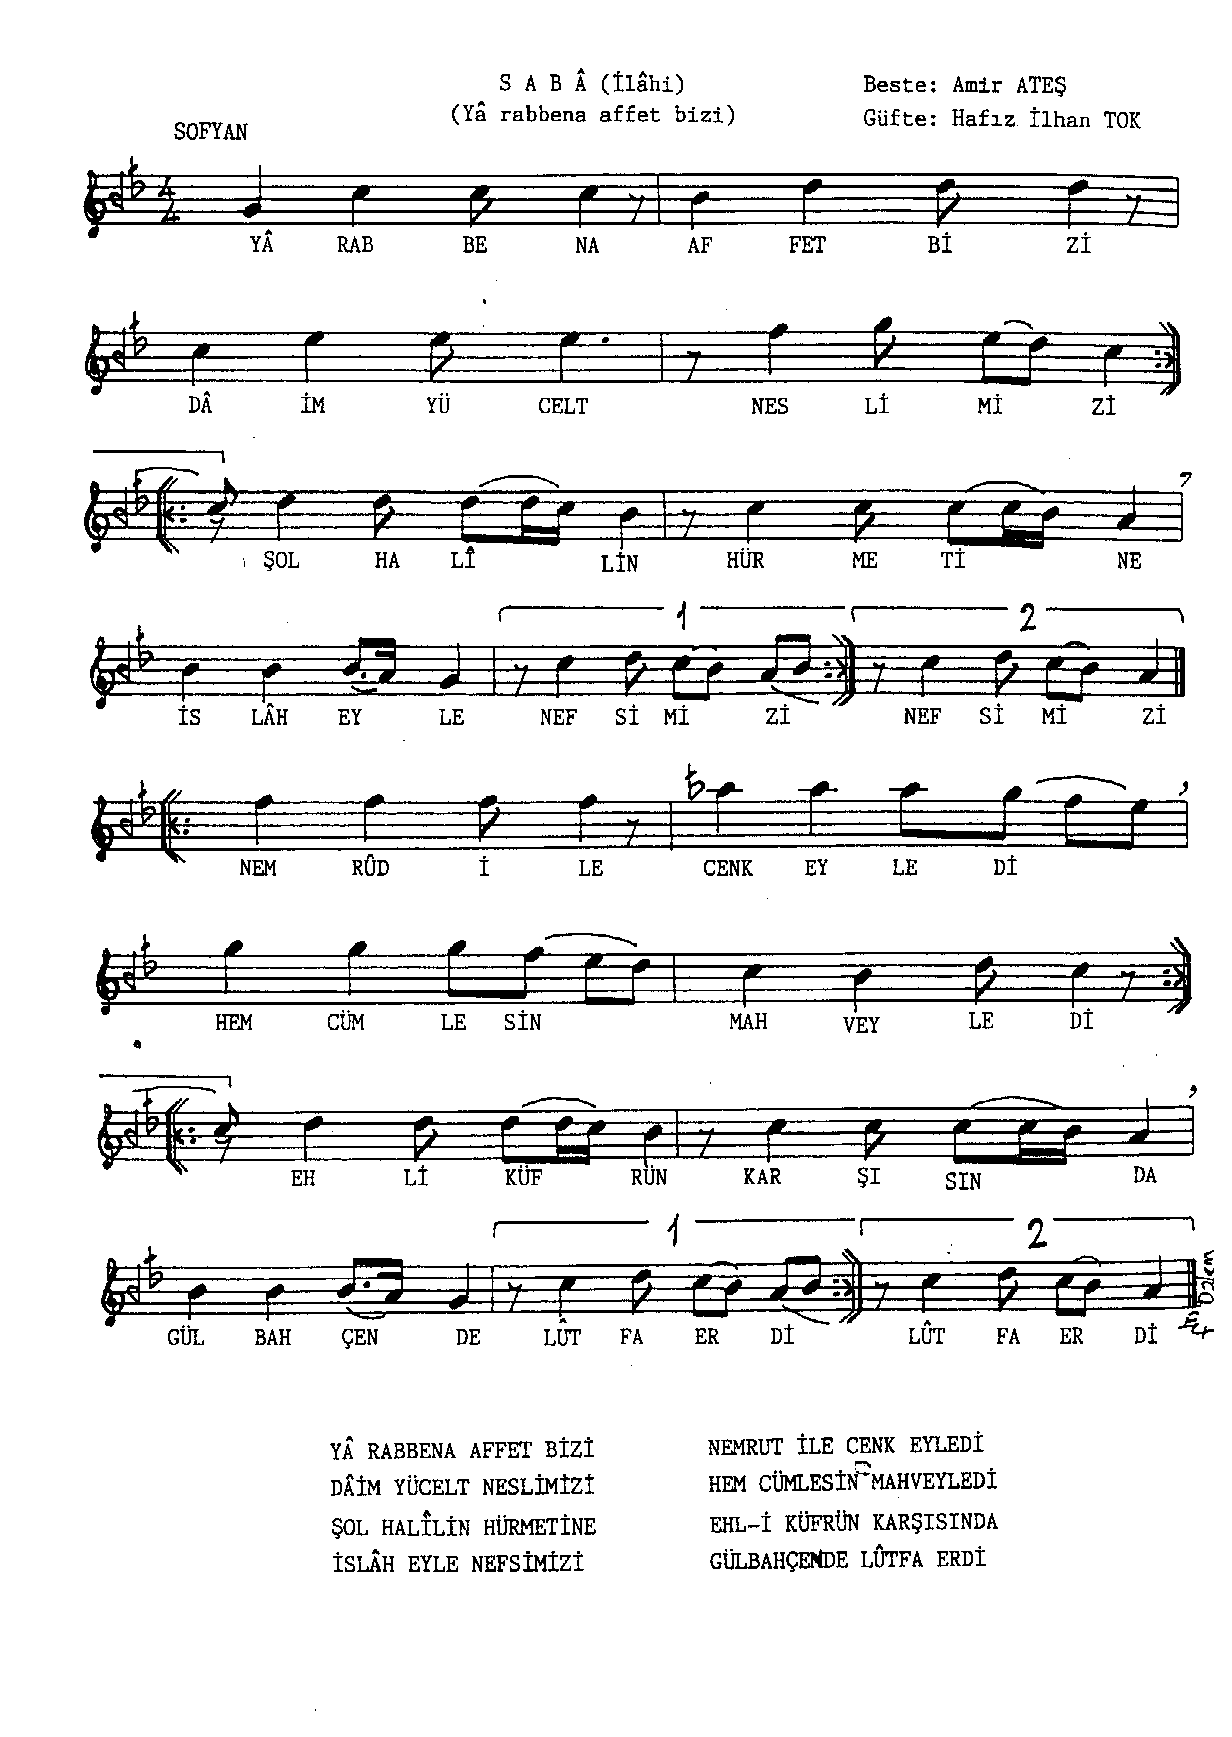 S A B Â (İlâhi)
(Yâ rabbena affet bizi)
Beste: Amir ATEŞ
Güfte: Hafız İlhan TOK
SOFYAN
4
4
YÂ RAB BE NA AF FET Bİ Zİ
DÂ İM YÜ CELT NES Lİ Mİ Zİ
ŞOL HA LÎ LİN HÜR ME Tİ NE
1 2
İS LÂH EY LE NEF Sİ Mİ Zİ NEF Sİ Mİ Zİ
NEM RÛD İ LE CENK EY LE Dİ
HEM CÜM LE SİN MAH VEY LE Dİ
EH Lİ KÜF RÜN KAR ŞI SIN DA
1 2
GÜL BAH ÇEN DE LÛT FA ER Dİ LÛT FA ER Dİ
YÂ RABBENA AFFET BİZİ
DÂİM YÜCELT NESLİMİZİ
ŞOL HALÎLİN HÜRMETİNE
İSLÂH EYLE NEFSİMİZİ
NEMRUT İLE CENK EYLEDİ
HEM CÜMLESİN MAHVEYLEDİ
EHL-İ KÜFRÜN KARŞISINDA
GÜLBAHÇENDE LÛTFA ERDİ